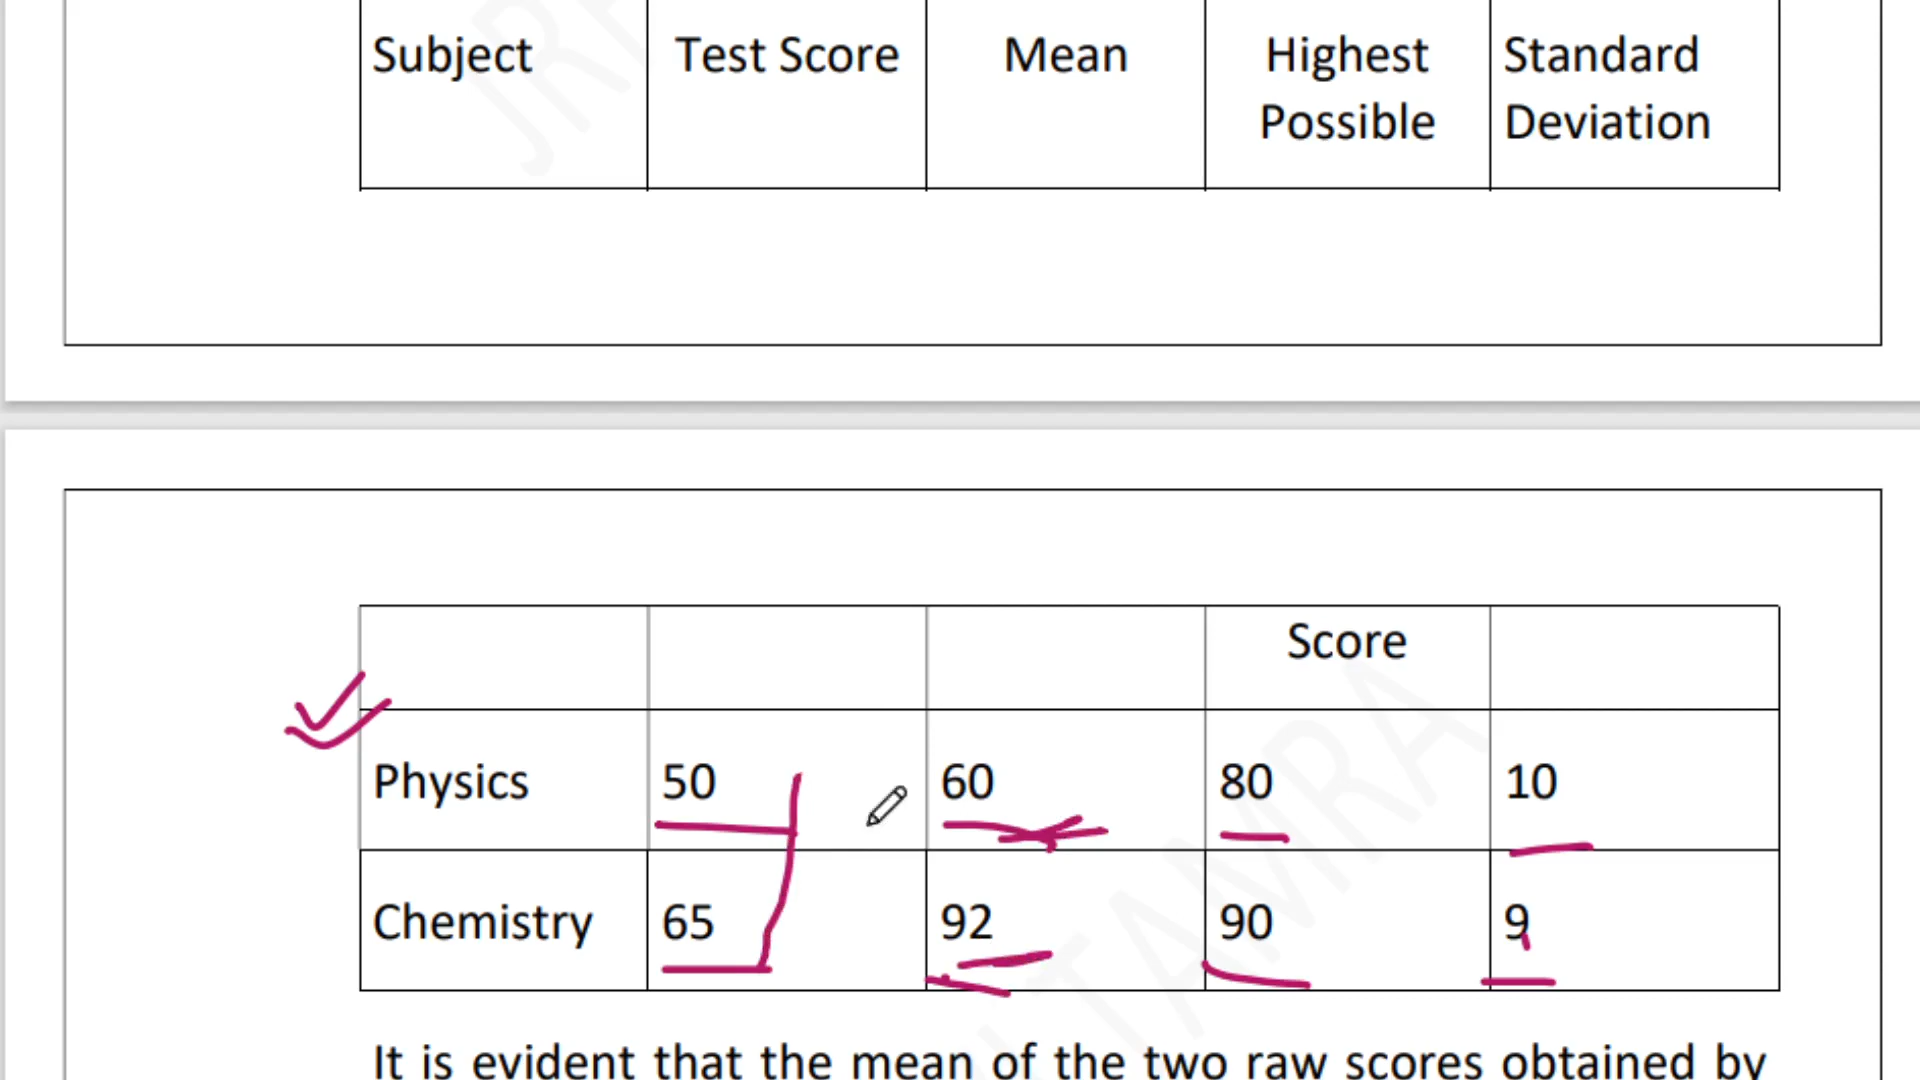 Subject Test Score Mean Highest Possible Standard Deviation
Score
Physics 50 60 80 10
Chemistry 65 92 90 9
It is evident that the mean of the two raw scores obtained by
TAMRA